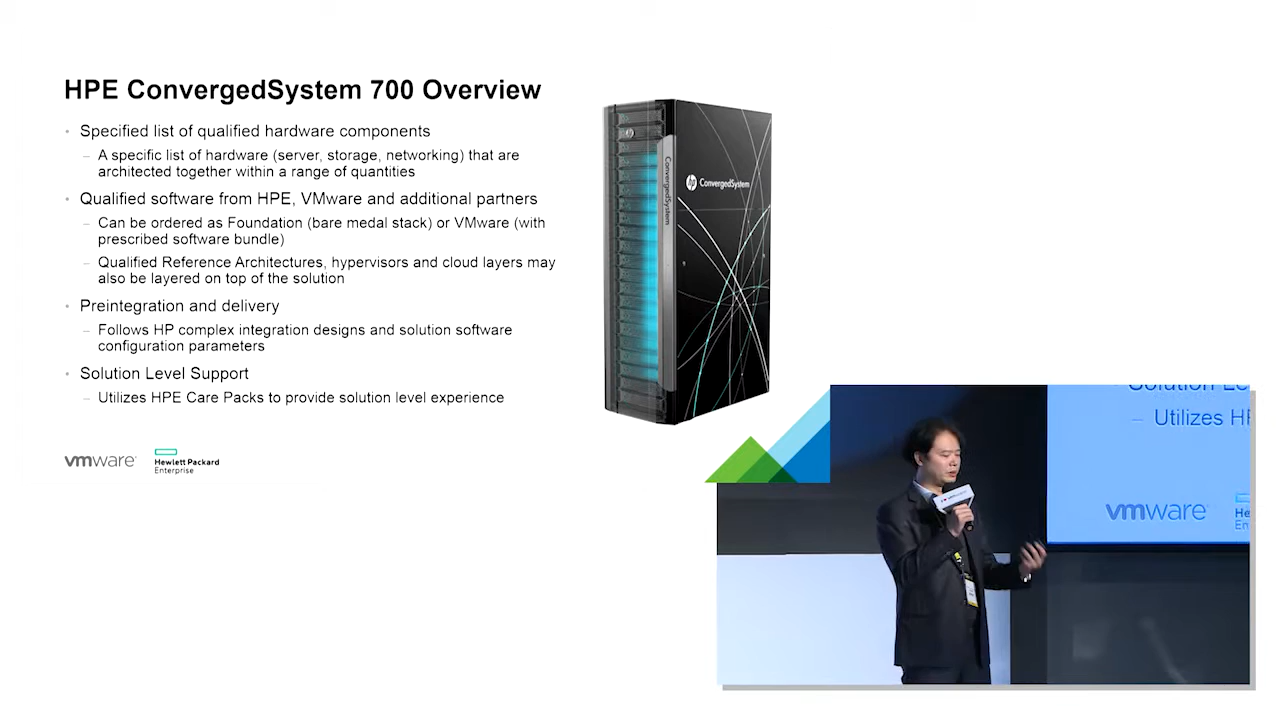 HPE ConvergedSystem 700 Overview
• Specified list of qualified hardware components
– A specific list of hardware (server, storage, networking) that are
architected together within a range of quantities
• Qualified software from HPE, VMware and additional partners
– Can be ordered as Foundation (bare medal stack) or VMware (with
prescribed software bundle)
– Qualified Reference Architectures, hypervisors and cloud layers may
also be layered on top of the solution
• Preintegration and delivery
– Follows HP complex integration designs and solution software
configuration parameters
• Solution Level Support
– Utilizes HPE Care Packs to provide solution level experience
vmware
Hewlett Packard
Enterprise
ConvergedSystem
hp ConvergedSystem
Solution Le
– Utilizes HP
vmware
He
En